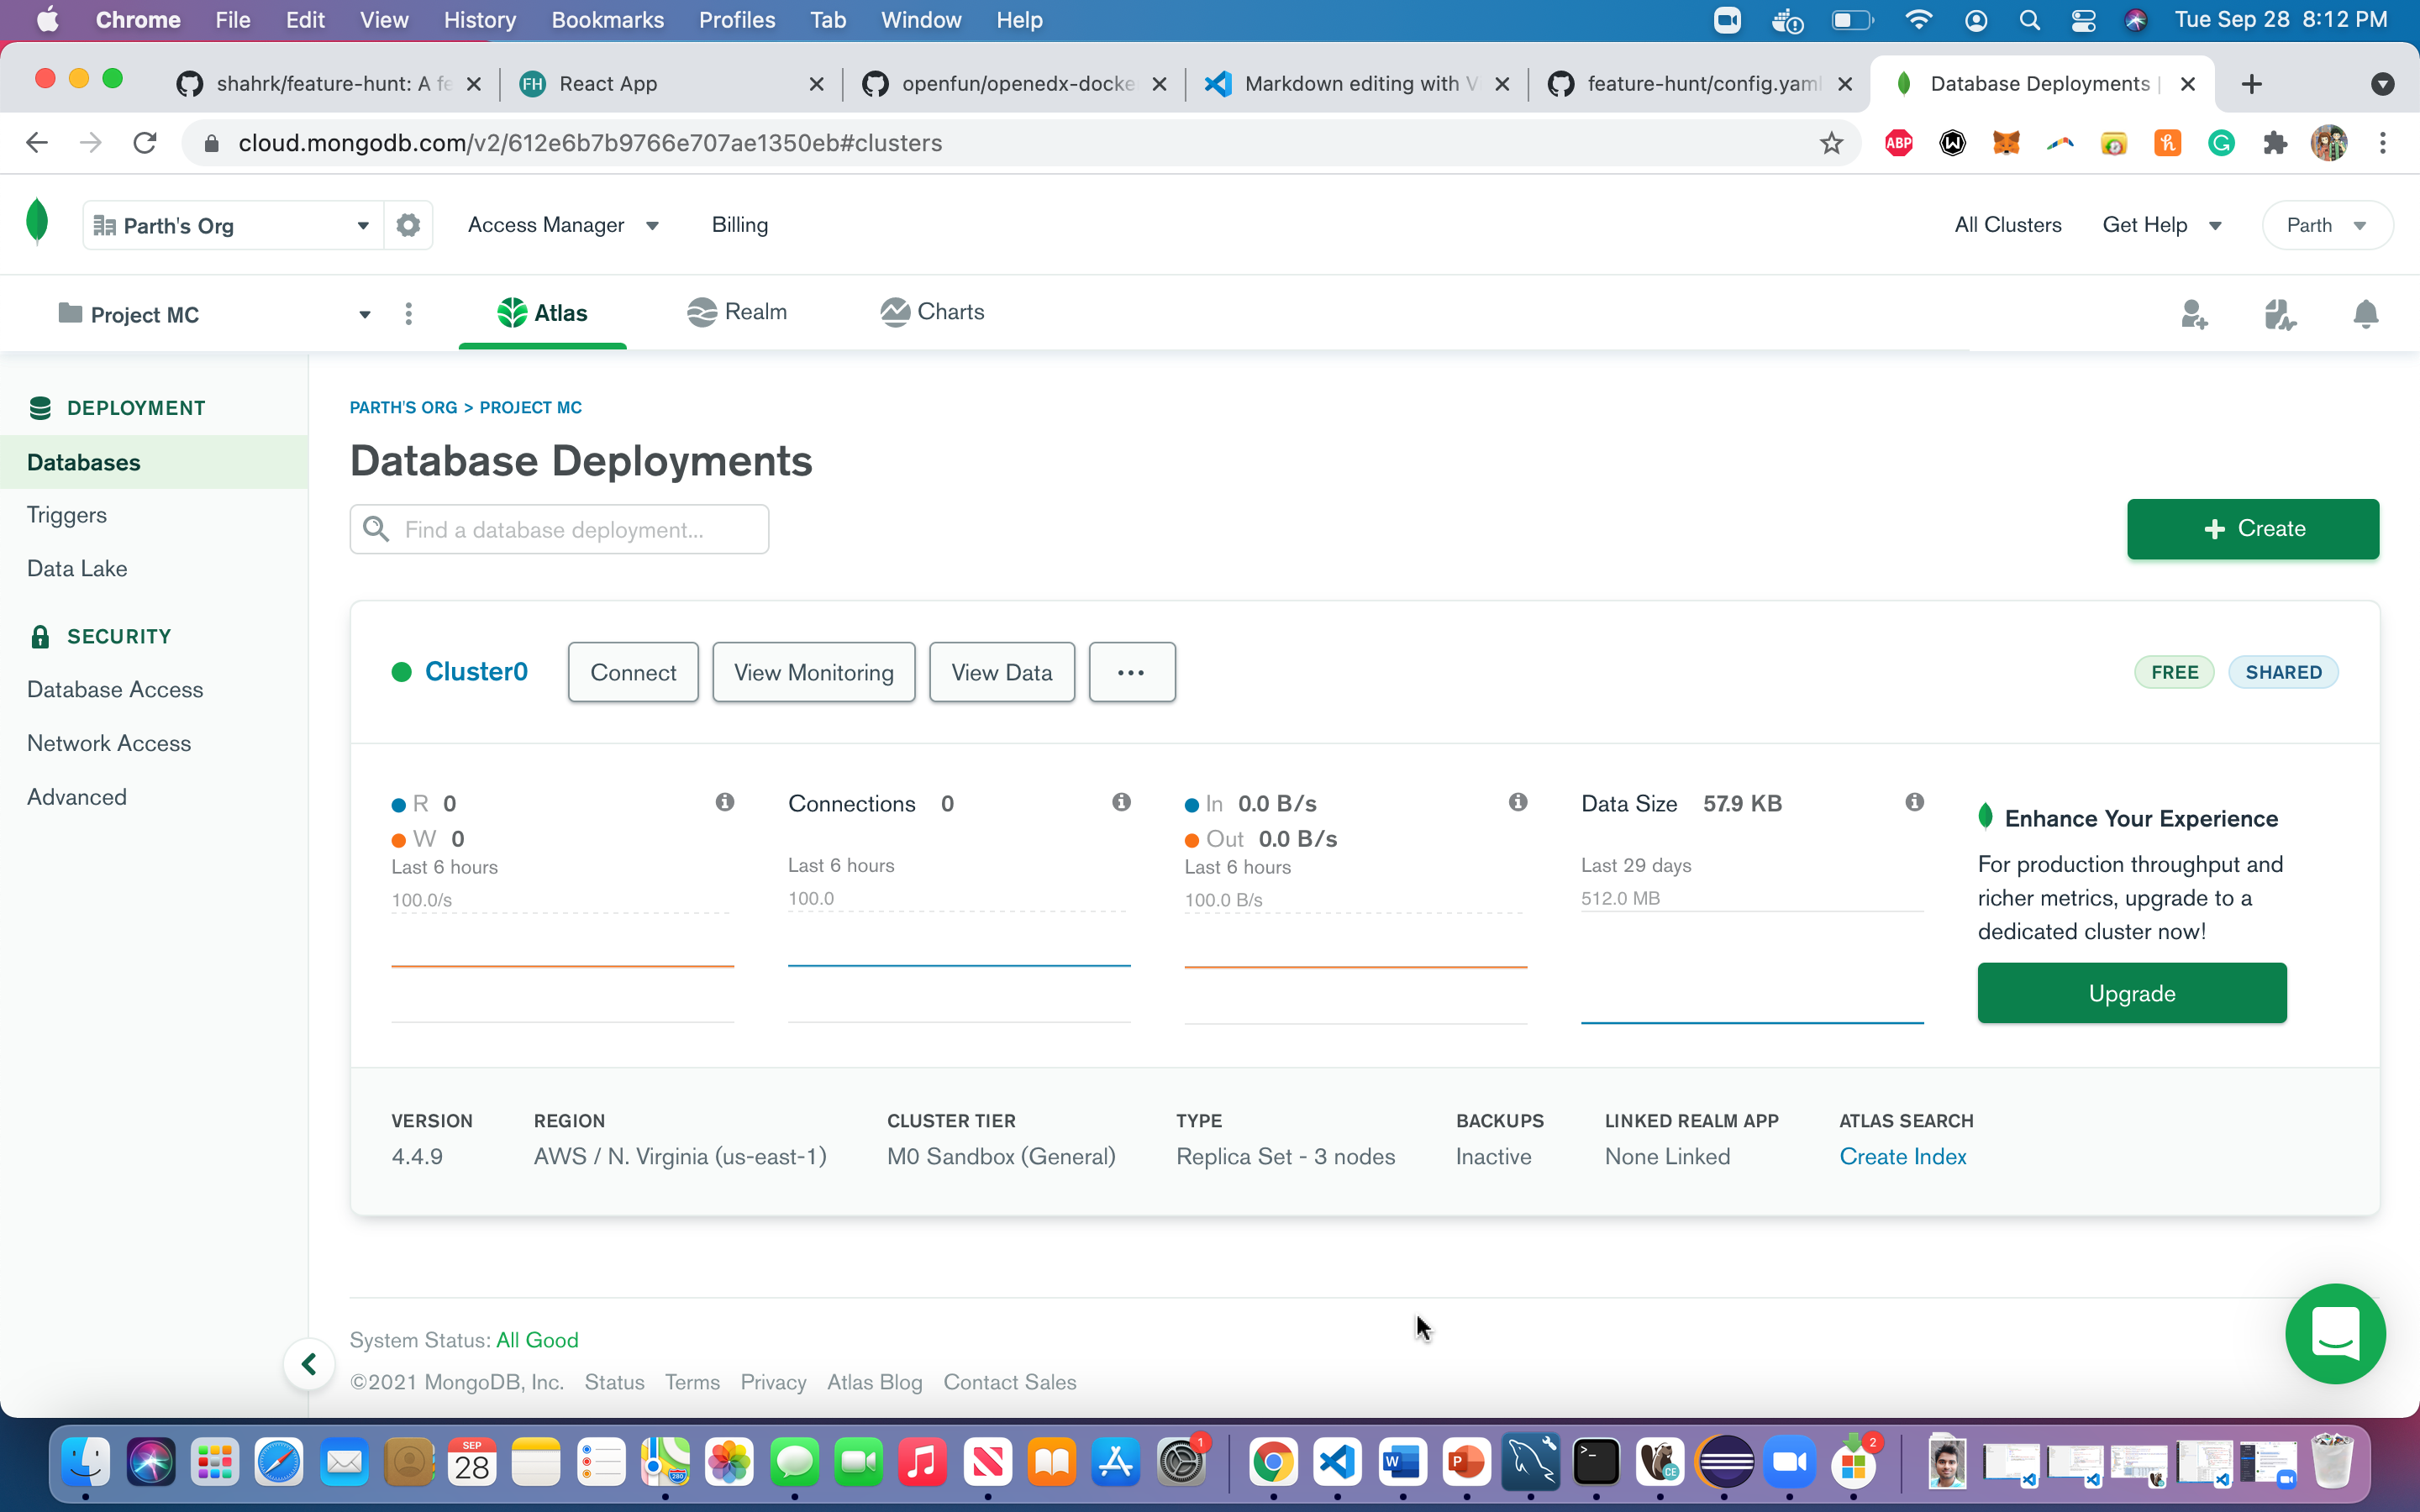 Chrome File Edit View History Bookmarks Profiles Tab Window Help Tue Sep 28 8:12 PM
shahrk/feature-hunt: A fe FH React App openfun/openedx-docke Markdown editing with V feature-hunt/config.yaml Database Deployments |
cloud.mongodb.com/v2/612e6b7b9766e707ae1350eb#clusters ABP
Parth's Org Access Manager Billing All Clusters Get Help Parth
Project MC Atlas Realm Charts
DEPLOYMENT
Databases
Triggers
Data Lake
SECURITY
Database Access
Network Access
Advanced
PARTH'S ORG > PROJECT MC
Database Deployments
Find a database deployment...
+ Create
Cluster0 Connect View Monitoring View Data ... FREE SHARED
R 0
W 0
Last 6 hours
100.0/s
Connections 0
Last 6 hours
100.0
In 0.0 B/s
Out 0.0 B/s
Last 6 hours
100.0 B/s
Data Size 57.9 KB
Last 29 days
512.0 MB
Enhance Your Experience
For production throughput and
richer metrics, upgrade to a
dedicated cluster now!
Upgrade
VERSION REGION CLUSTER TIER TYPE BACKUPS LINKED REALM APP ATLAS SEARCH
4.4.9 AWS / N. Virginia (us-east-1) M0 Sandbox (General) Replica Set - 3 nodes Inactive None Linked Create Index
System Status: All Good
©2021 MongoDB, Inc. Status Terms Privacy Atlas Blog Contact Sales
SEP
28
280
1
W
P
>_
CE
2